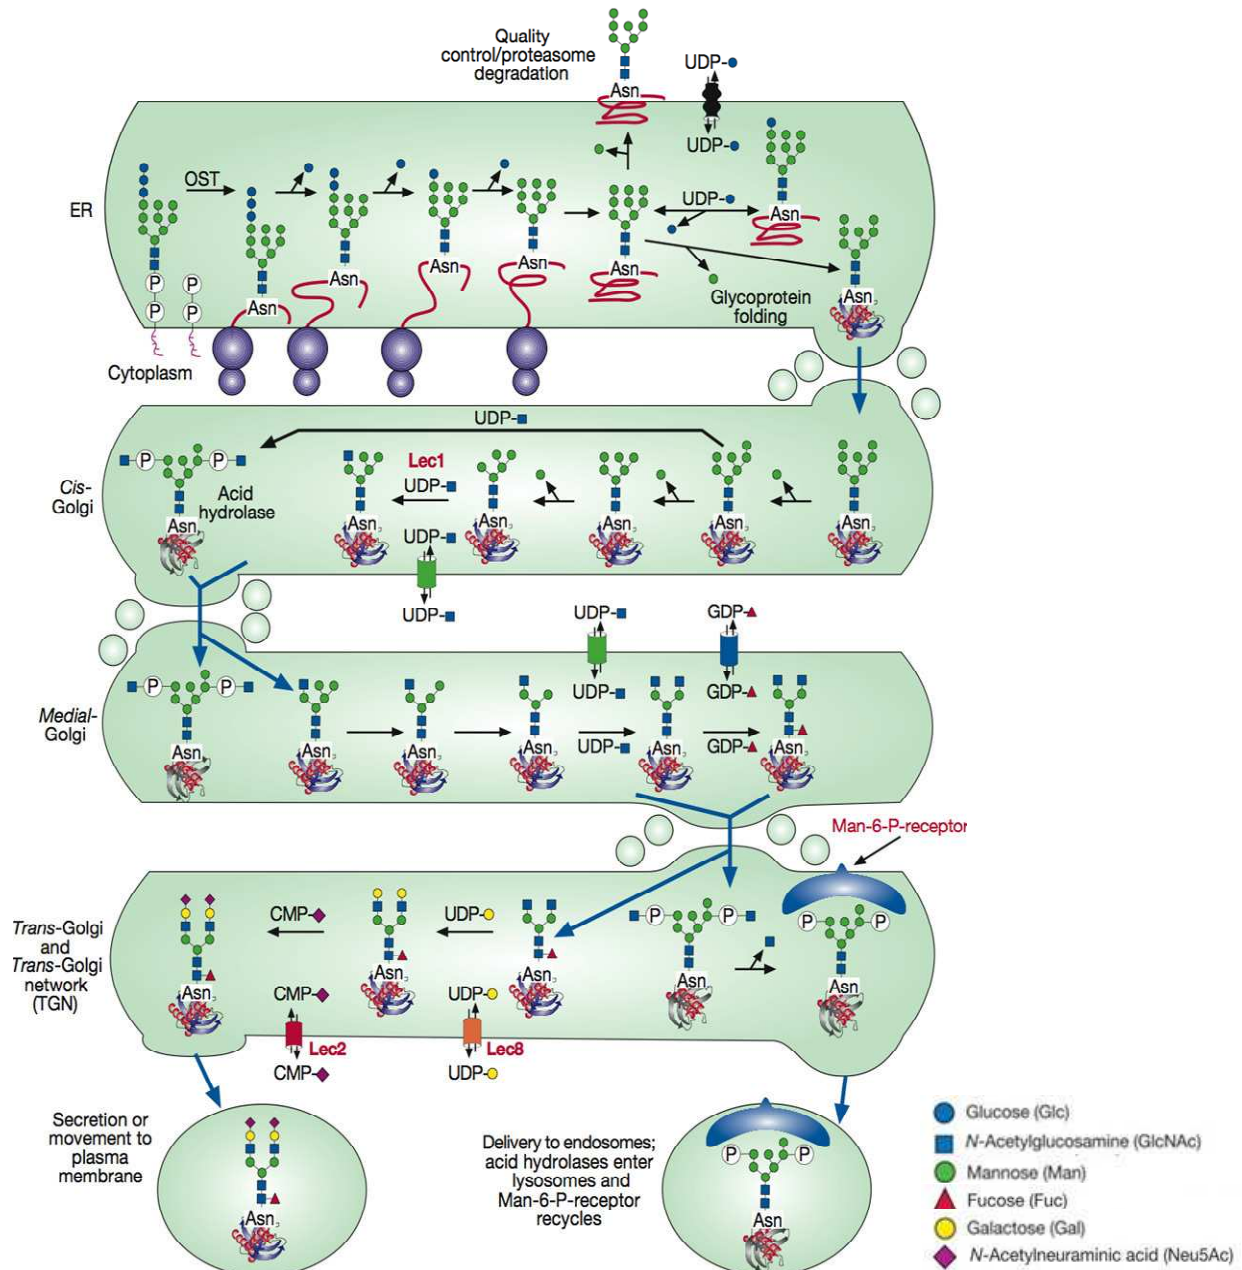 Quality
control/proteasome
degradation
Asn
UDP-
UDP-
OST
ER
UDP-
Asn
Asn
Asn
Asn
Asn
Asn
Asn
Asn
P
P
P
P
Glycoprotein
folding
Cytoplasm
UDP-
P
P
Lec1
UDP-
Cis-
Golgi
Acid
hydrolase
Asn
Asn
Asn
Asn
Asn
Asn
UDP-
UDP-
UDP-
GDP-
P
P
UDP-
GDP-
Medial-
Golgi
Asn
Asn
Asn
Asn
UDP-
Asn
GDP-
Asn
Man-6-P-receptor
CMP-
UDP-
P
P
P
P
Trans-Golgi
and
Trans-Golgi
network
(TGN)
Asn
Asn
Asn
Asn
Asn
CMP-
UDP-
Lec2
Lec8
CMP-
UDP-
Secretion or
movement to
plasma
membrane
Asn
Delivery to endosomes;
acid hydrolases enter
lysosomes and
Man-6-P-receptor
recycles
P
P
Asn
Glucose (Glc)
N-Acetylglucosamine (GlcNAc)
Mannose (Man)
Fucose (Fuc)
Galactose (Gal)
N-Acetylneuraminic acid (Neu5Ac)